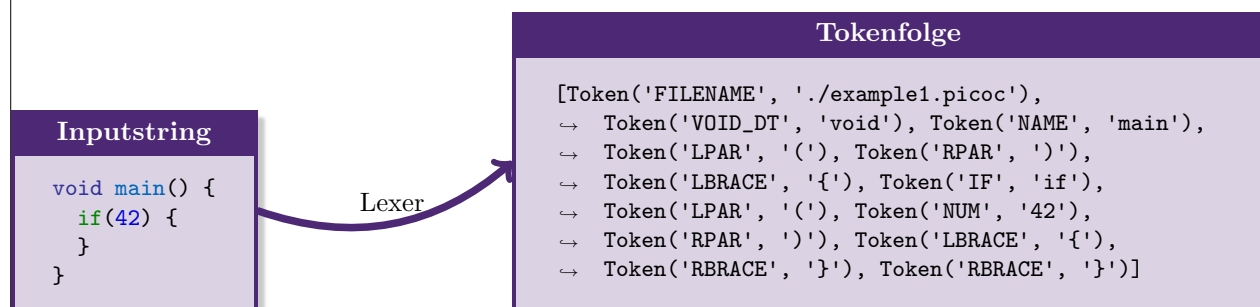 Inputstring
void main() {
  if(42) {
  }
}
Lexer
Tokenfolge
[Token('FILENAME', './example1.picoc'),
↪  Token('VOID_DT', 'void'), Token('NAME', 'main'),
↪  Token('LPAR', '('), Token('RPAR', ')'),
↪  Token('LBRACE', '{'), Token('IF', 'if'),
↪  Token('LPAR', '('), Token('NUM', '42'),
↪  Token('RPAR', ')'), Token('LBRACE', '{'),
↪  Token('RBRACE', '}'), Token('RBRACE', '}')]